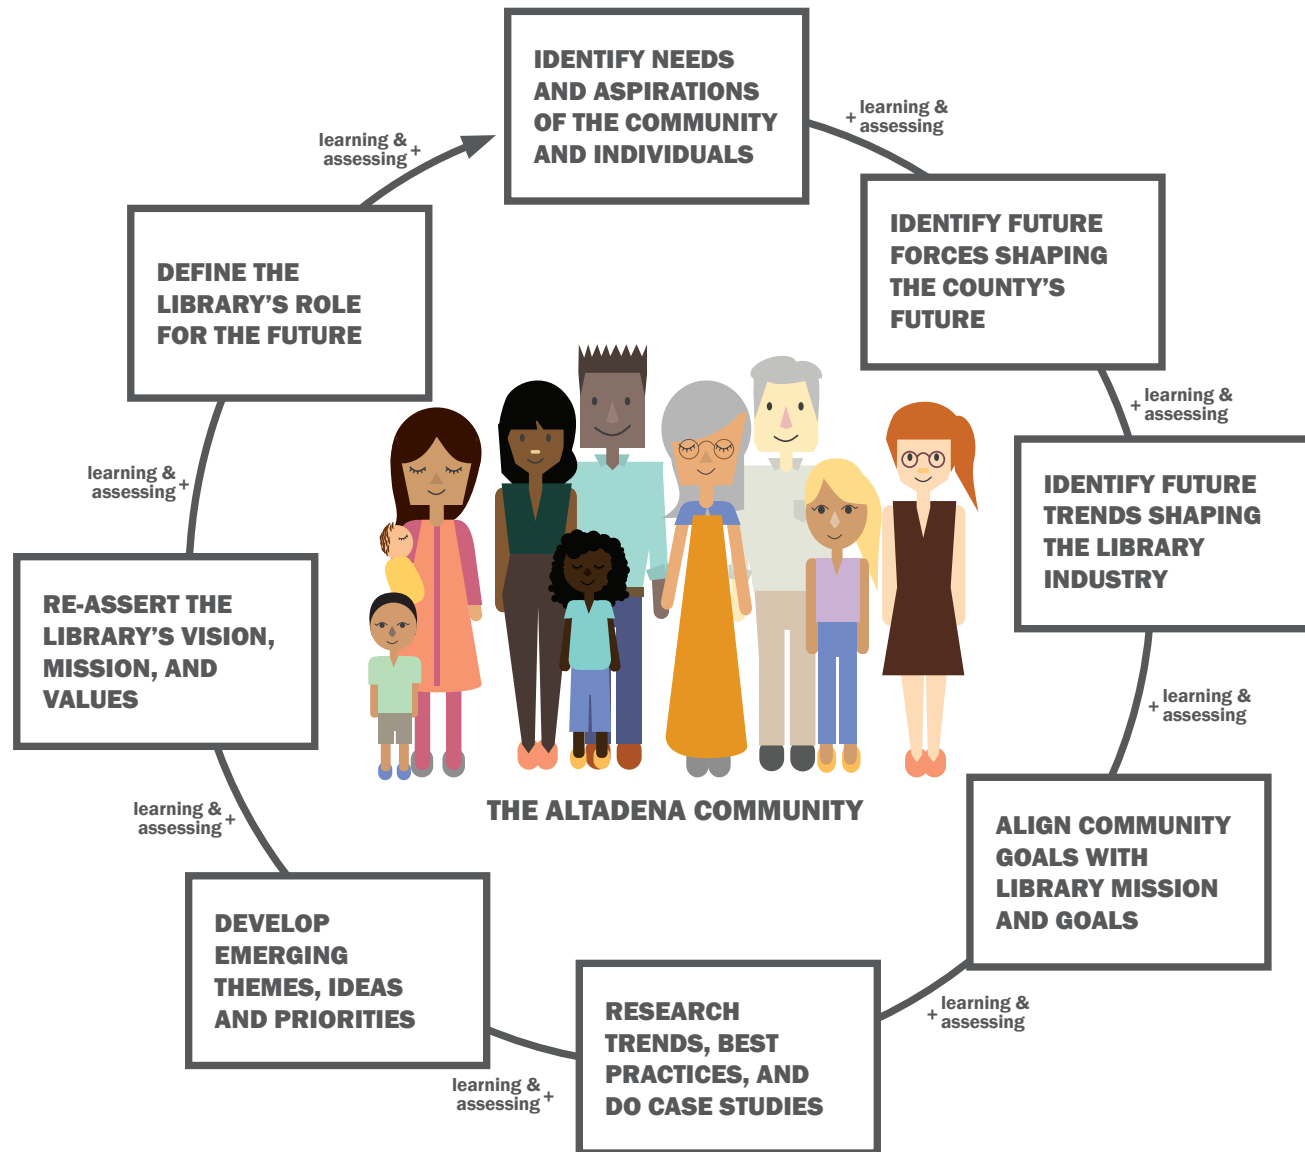 IDENTIFY NEEDS
AND ASPIRATIONS
OF THE COMMUNITY
AND INDIVIDUALS
+ learning &
assessing
IDENTIFY FUTURE
FORCES SHAPING
THE COUNTY’S
FUTURE
+ learning &
assessing
IDENTIFY FUTURE
TRENDS SHAPING
THE LIBRARY
INDUSTRY
+ learning &
assessing
ALIGN COMMUNITY
GOALS WITH
LIBRARY MISSION
AND GOALS
+ learning &
assessing
RESEARCH
TRENDS, BEST
PRACTICES, AND
DO CASE STUDIES
learning &
assessing +
DEVELOP
EMERGING
THEMES, IDEAS
AND PRIORITIES
learning &
assessing +
RE-ASSERT THE
LIBRARY’S VISION,
MISSION, AND
VALUES
learning &
assessing +
DEFINE THE
LIBRARY’S ROLE
FOR THE FUTURE
learning &
assessing +
THE ALTADENA COMMUNITY